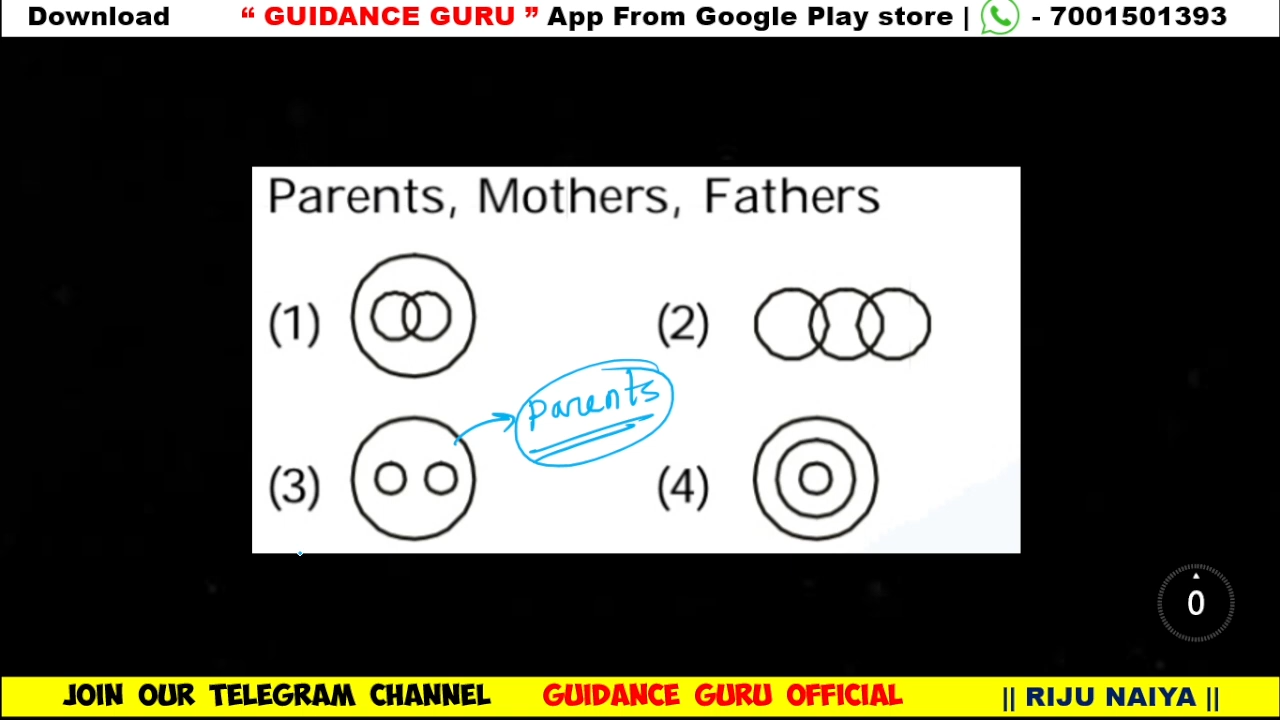 Download “ GUIDANCE GURU ” App From Google Play store | - 7001501393
Parents, Mothers, Fathers
(1)
(2)
Parents
(3)
(4)
0
JOIN OUR TELEGRAM CHANNEL GUIDANCE GURU OFFICIAL || RIJU NAIYA ||